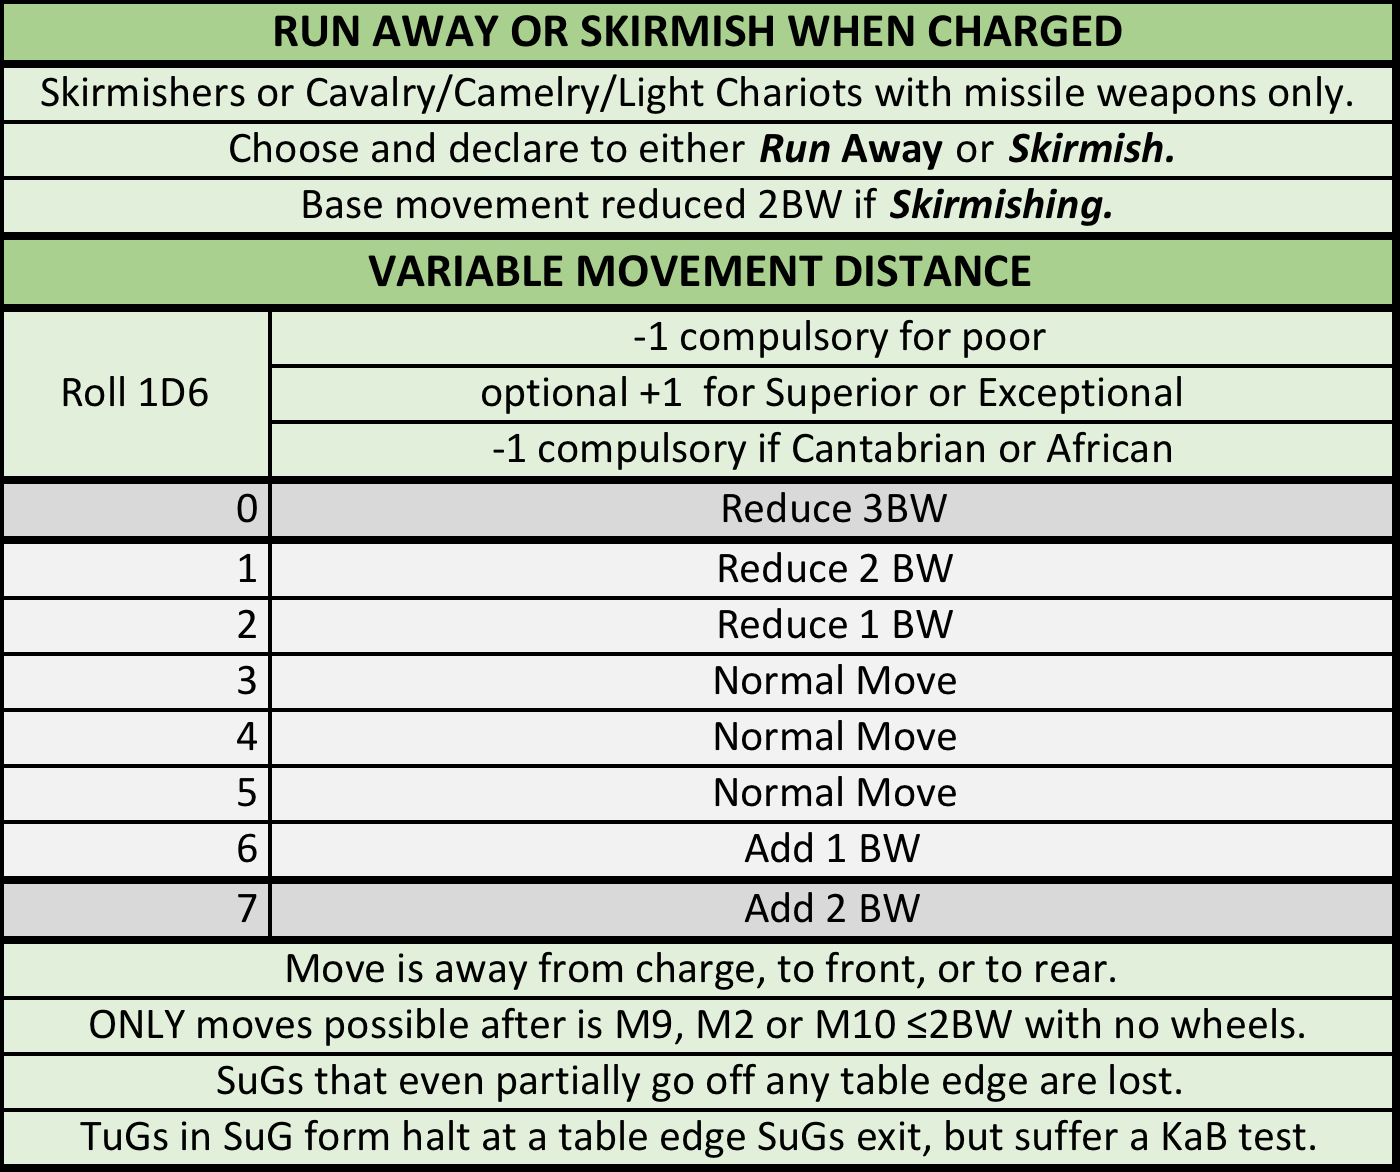 RUN AWAY OR SKIRMISH WHEN CHARGED
Skirmishers or Cavalry/Camelry/Light Chariots with missile weapons only.
Choose and declare to either Run Away or Skirmish.
Base movement reduced 2BW if Skirmishing.
VARIABLE MOVEMENT DISTANCE
Roll 1D6
-1 compulsory for poor
optional +1 for Superior or Exceptional
-1 compulsory if Cantabrian or African
0 Reduce 3BW
1 Reduce 2 BW
2 Reduce 1 BW
3 Normal Move
4 Normal Move
5 Normal Move
6 Add 1 BW
7 Add 2 BW
Move is away from charge, to front, or to rear.
ONLY moves possible after is M9, M2 or M10 ≤2BW with no wheels.
SuGs that even partially go off any table edge are lost.
TuGs in SuG form halt at a table edge SuGs exit, but suffer a KaB test.